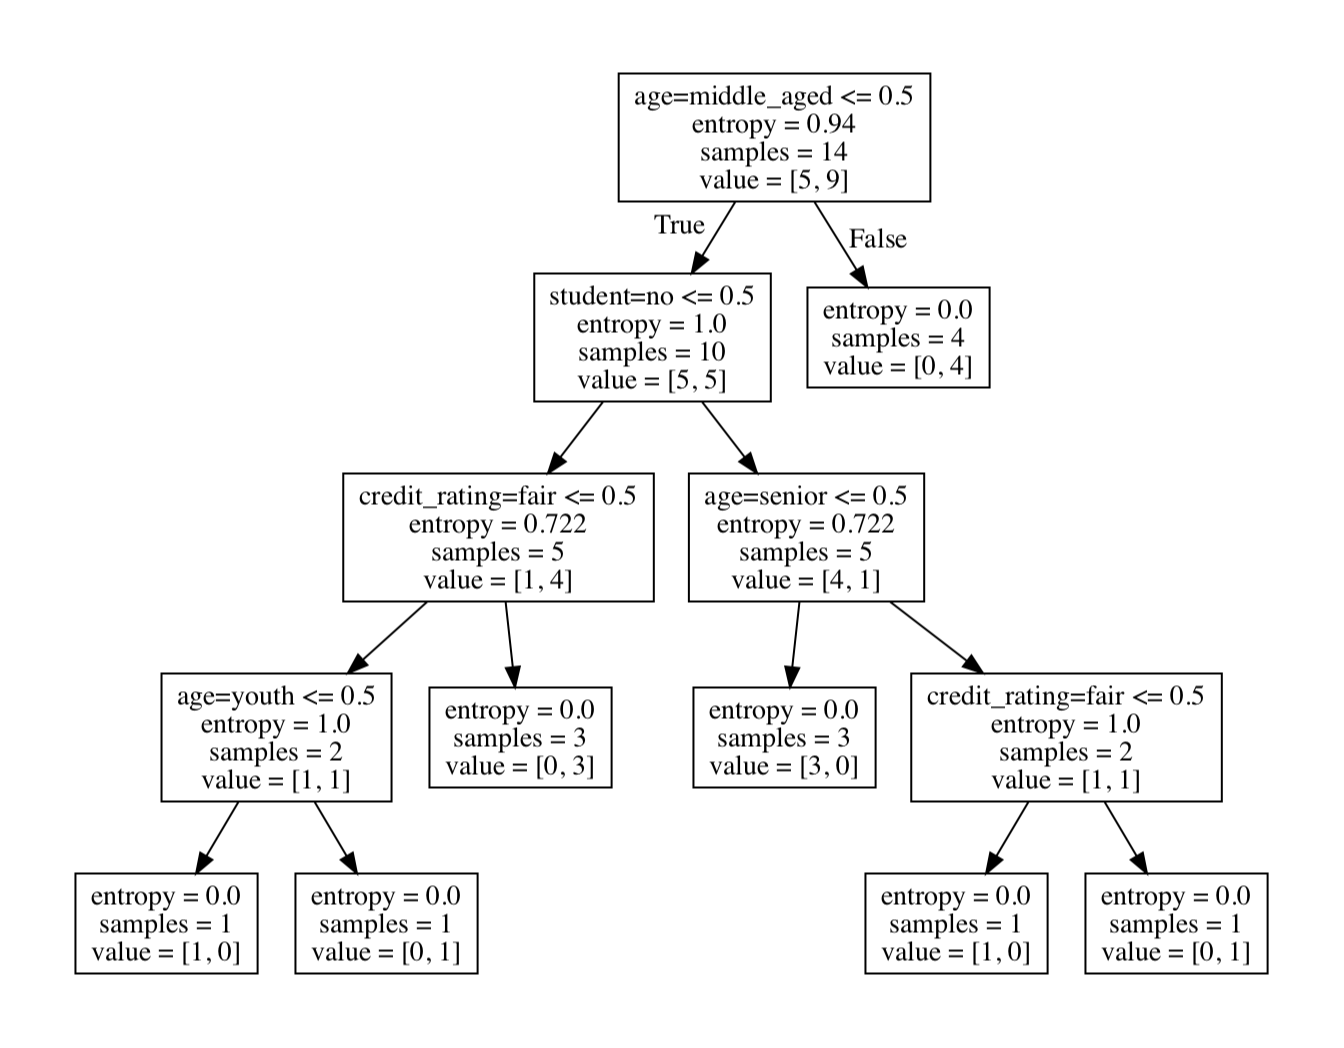 age=middle_aged <= 0.5
entropy = 0.94
samples = 14
value = [5, 9]
True
False
student=no <= 0.5
entropy = 1.0
samples = 10
value = [5, 5]
entropy = 0.0
samples = 4
value = [0, 4]
credit_rating=fair <= 0.5
entropy = 0.722
samples = 5
value = [1, 4]
age=senior <= 0.5
entropy = 0.722
samples = 5
value = [4, 1]
age=youth <= 0.5
entropy = 1.0
samples = 2
value = [1, 1]
entropy = 0.0
samples = 3
value = [0, 3]
entropy = 0.0
samples = 3
value = [3, 0]
credit_rating=fair <= 0.5
entropy = 1.0
samples = 2
value = [1, 1]
entropy = 0.0
samples = 1
value = [1, 0]
entropy = 0.0
samples = 1
value = [0, 1]
entropy = 0.0
samples = 1
value = [1, 0]
entropy = 0.0
samples = 1
value = [0, 1]